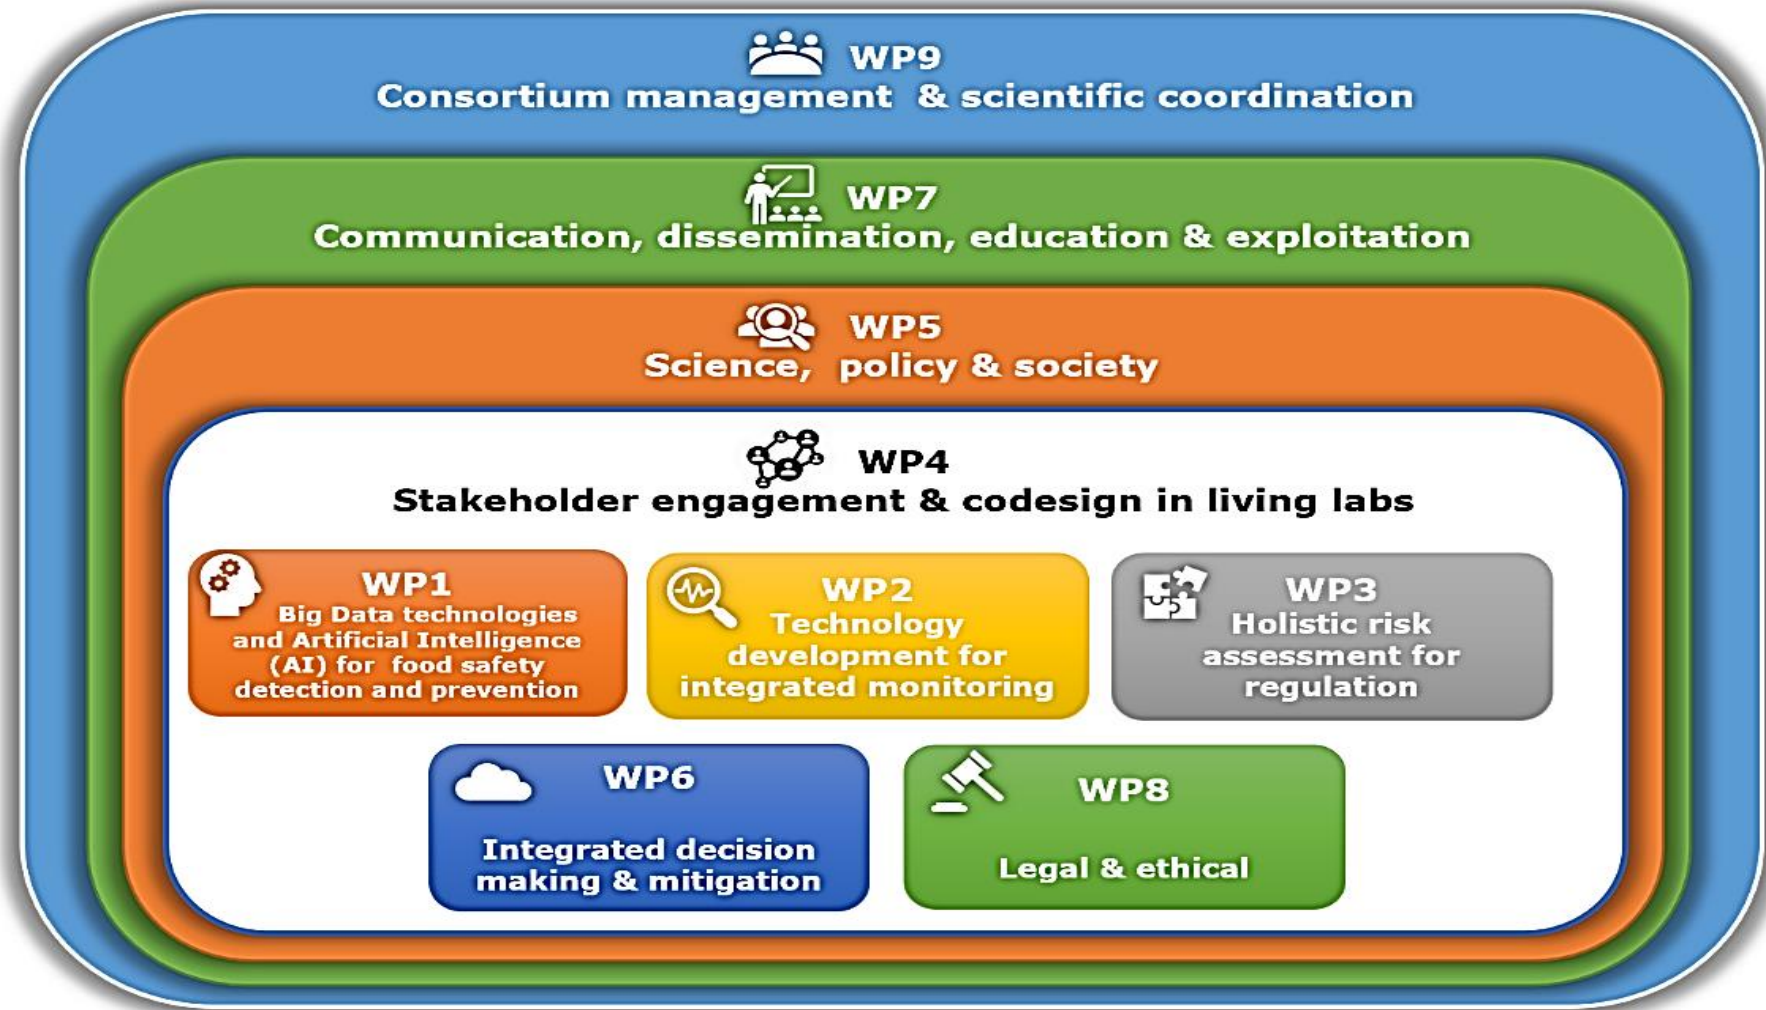 WP9
Consortium management & scientific coordination
WP7
Communication, dissemination, education & exploitation
WP5
Science, policy & society
WP4
Stakeholder engagement & codesign in living labs
WP1
Big Data technologies
and Artificial Intelligence
(AI) for food safety
detection and prevention
WP2
Technology
development for
integrated monitoring
WP3
Holistic risk
assessment for
regulation
WP6
Integrated decision
making & mitigation
WP8
Legal & ethical